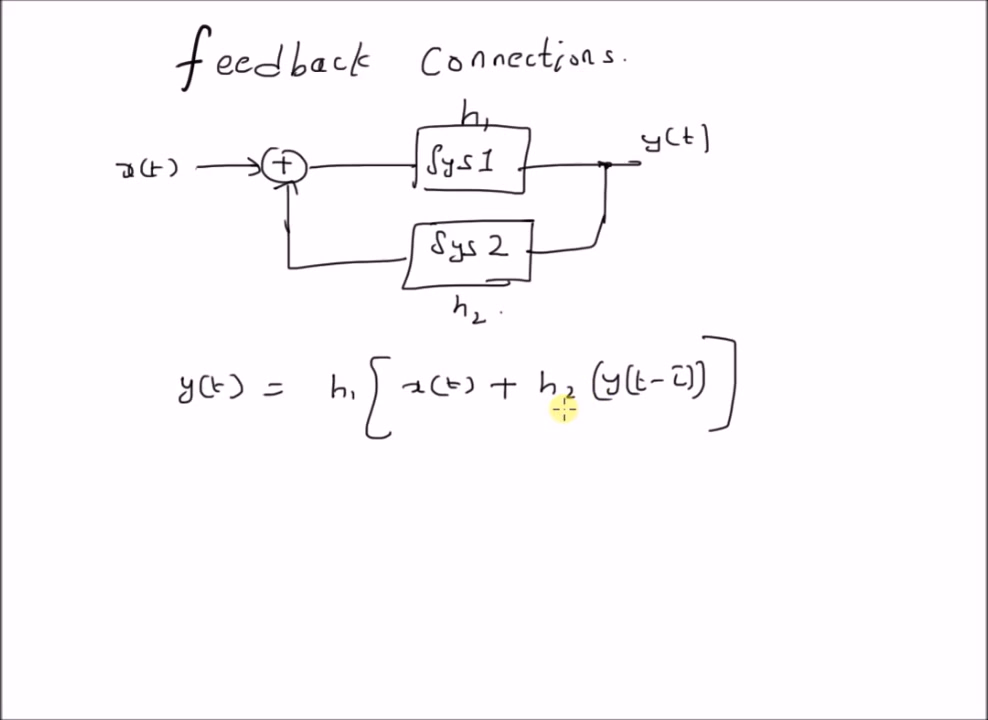 feedback connections.
h₁
x(t) + Sys 1 y(t)
Sys 2
h₂.
y(t) = h₁[x(t) + h₂(y(t-τ))]